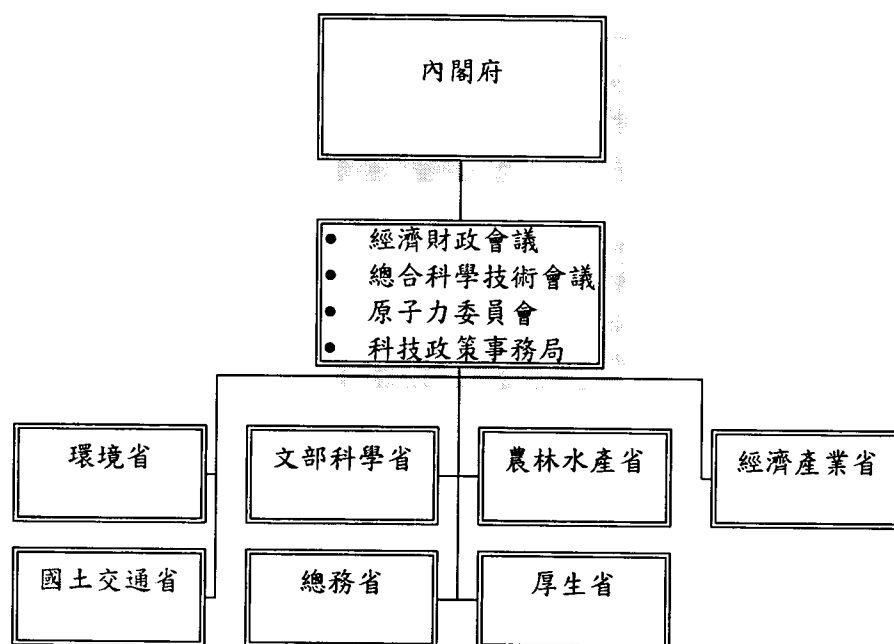 內閣府
● 經濟財政會議
● 總合科學技術會議
● 原子力委員會
● 科技政策事務局
環境省
文部科學省
農林水產省
經濟產業省
國土交通省
總務省
厚生省